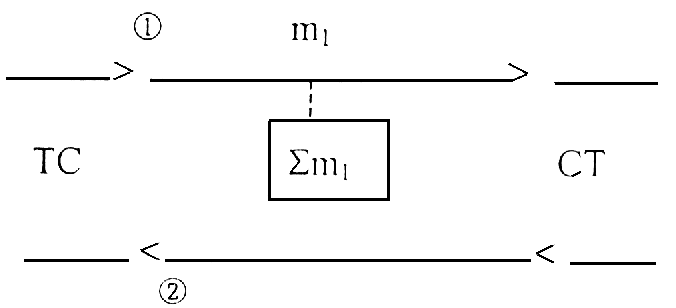 ① m₁
TC Σm₁ CT
②